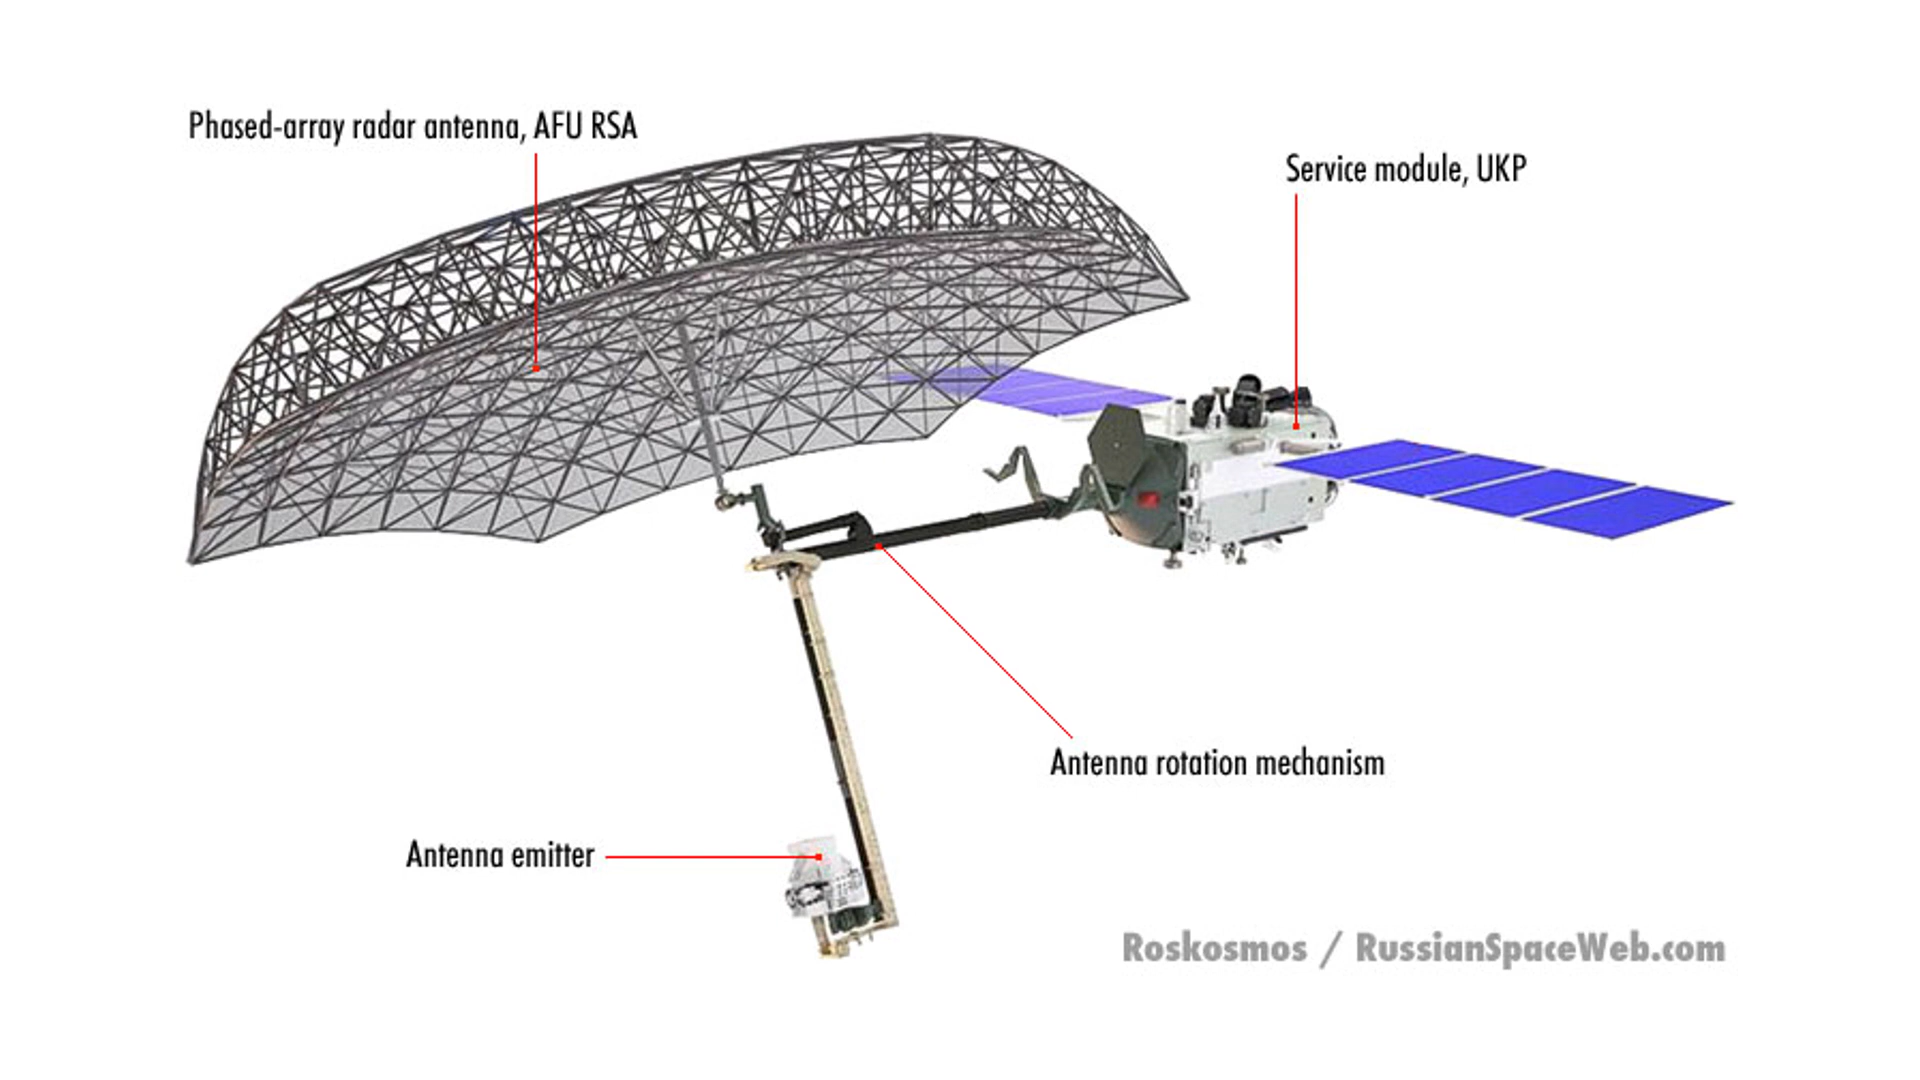 Phased-array radar antenna, AFU RSA
Service module, UKP
Antenna rotation mechanism
Antenna emitter
Roskosmos / RussianSpaceWeb.com